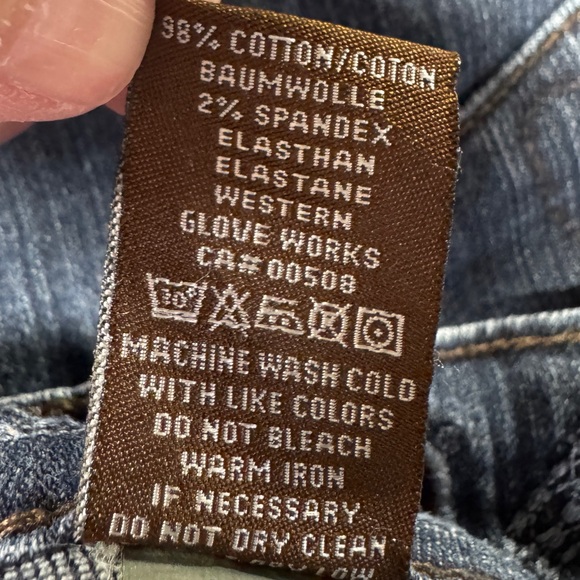 98% COTTON/COTON
BAUMWOLLE
2% SPANDEX
ELASTHAN
ELASTANE
WESTERN
GLOVE WORKS
CA# 00508
30°
MACHINE WASH COLD
WITH LIKE COLORS
DO NOT BLEACH
WARM IRON
IF NECESSARY
DO NOT DRY CLEAN